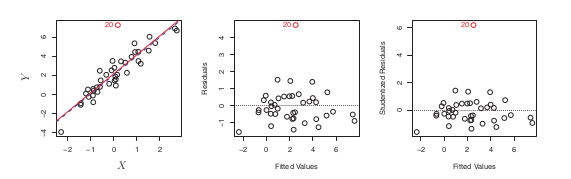 20
20
20
Y
Residuals
Studentized Residuals
−4 −2 0 2 4 6
−1 0 1 2 3 4
0 2 4 6
−2 −1 0 1 2
−2 0 2 4 6
−2 0 2 4 6
X
Fitted Values
Fitted Values